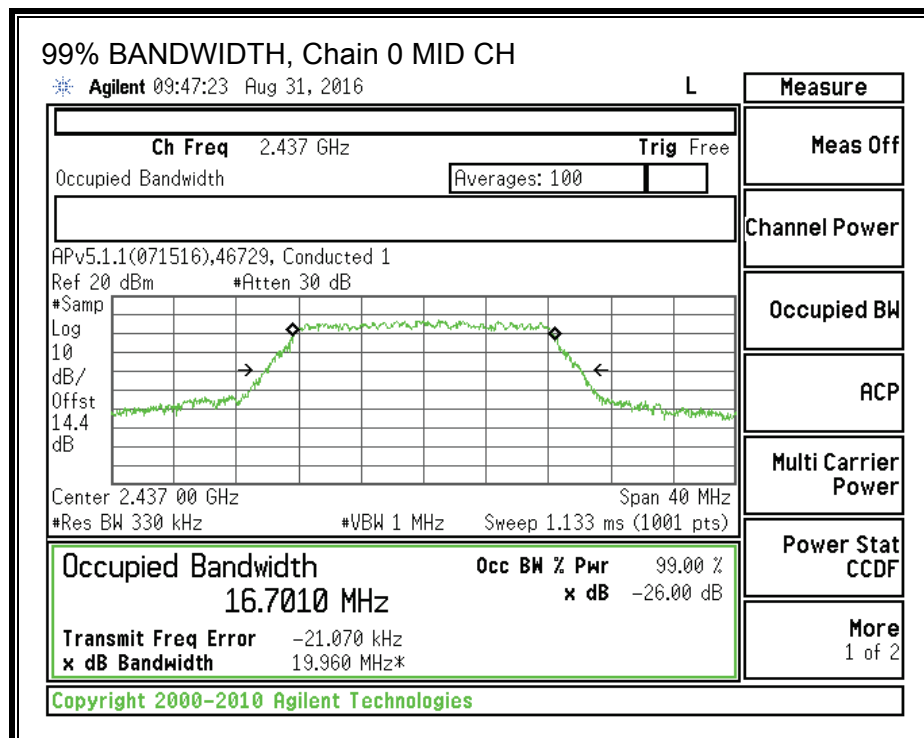 99% BANDWIDTH, Chain 0 MID CH
Agilent 09:47:23 Aug 31, 2016 L
Measure
Ch Freq 2.437 GHz Trig Free
Meas Off
Occupied Bandwidth Averages: 100
Channel Power
APv5.1.1(071516),46729, Conducted 1
Ref 20 dBm #Atten 30 dB
#Samp
Log
10
dB/
Offst
14.4
dB
Occupied BW
ACP
Multi Carrier
Power
Center 2.437 00 GHz Span 40 MHz
#Res BW 330 kHz #VBW 1 MHz Sweep 1.133 ms (1001 pts)
Power Stat
CCDF
Occupied Bandwidth Occ BW % Pwr 99.00 %
16.7010 MHz x dB -26.00 dB
Transmit Freq Error -21.070 kHz
x dB Bandwidth 19.960 MHz*
More
1 of 2
Copyright 2000-2010 Agilent Technologies